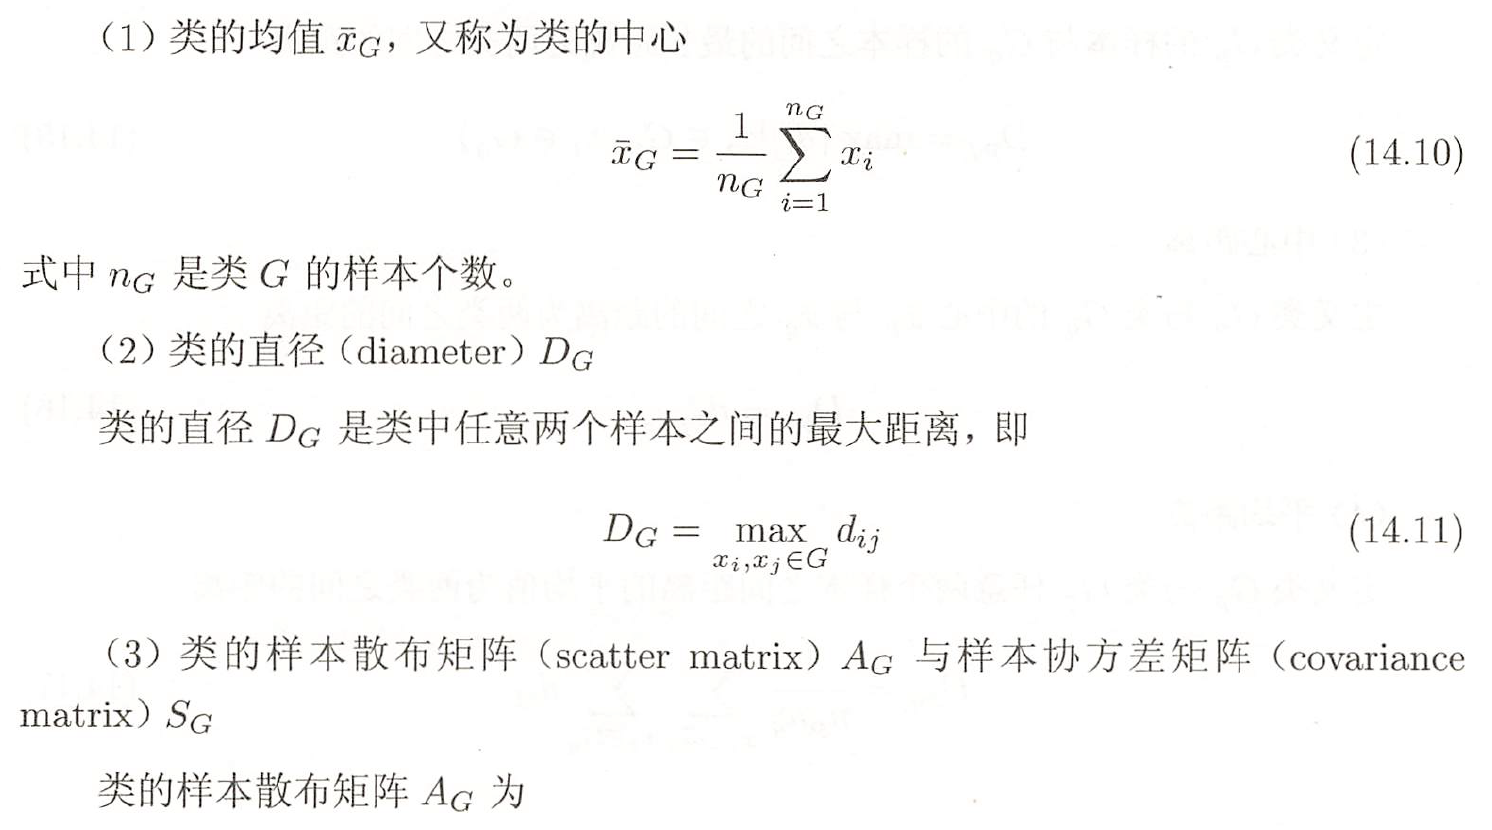 (1) 类的均值 x̄_G, 又称为类的中心
x̄_G = \frac{1}{n_G} \sum_{i=1}^{n_G} x_i (14.10)
式中 n_G 是类 G 的样本个数。
(2) 类的直径 (diameter) D_G
类的直径 D_G 是类中任意两个样本之间的最大距离, 即
D_G = \max_{x_i, x_j \in G} d_{ij} (14.11)
(3) 类的样本散布矩阵 (scatter matrix) A_G 与样本协方差矩阵 (covariance
matrix) S_G
类的样本散布矩阵 A_G 为